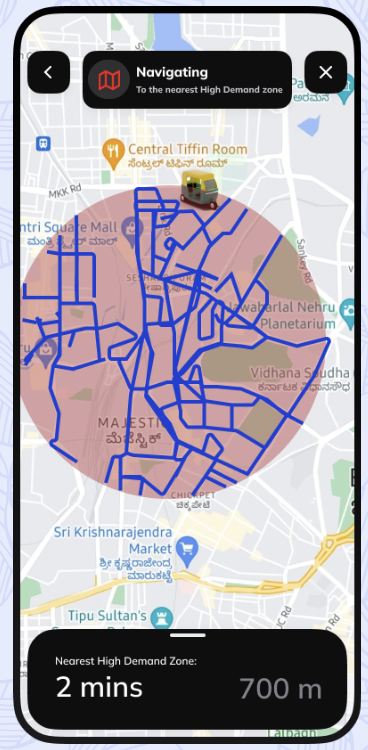 Navigating
To the nearest High Demand zone
ಅರಮನೆ
Central Tiffin Room
ಸೆಂಟ್ರಲ್ ಟಿಫಿನ್ ರೂಮ್
MKK Rd
ntri Square Mall
ಮಂತ್ರಿ ಸ್ಕ್ವೇರ್ ಮಾಲ್
Sankey Rd
Jawaharlal Nehru
Planetarium
Vidhana Soudha
ಕರ್ನಾಟಕ ವಿಧಾನಸೌಧ
MAJESTIC
ಮೆಜೆಸ್ಟಿಕ್
CHICKPET
ಚಿಕ್ಕಪೇಟೆ
Sri Krishnarajendra
Market
ಶ್ರೀ ಕೃಷ್ಣರಾಜೇಂದ್ರ
ಮಾರುಕಟ್ಟೆ
Tipu Sultan's
JC Rd
Nearest High Demand Zone:
2 mins
700 m
Lalbagh